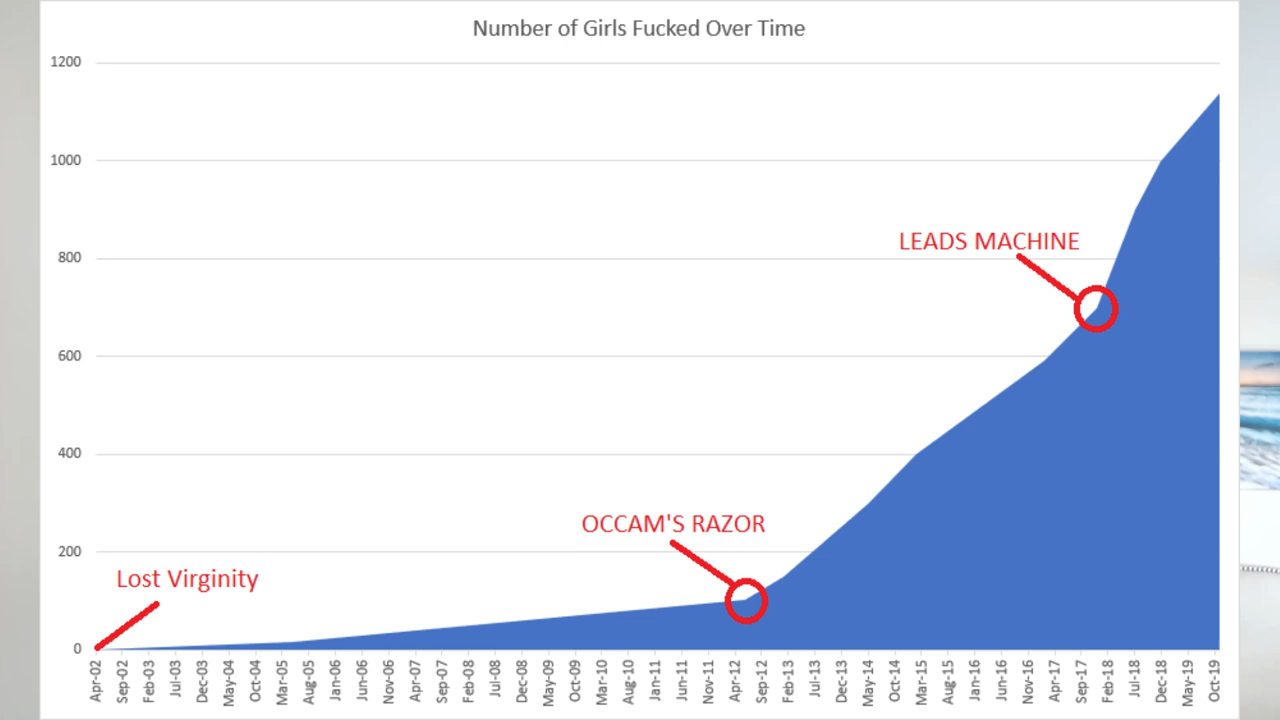 Number of Girls Fucked Over Time
1200
1000
800
600
400
200
0
LEADS MACHINE
OCCAM'S RAZOR
Lost Virginity
Apr-02
Sep-02
Feb-03
Jul-03
Dec-03
May-04
Oct-04
Mar-05
Aug-05
Jan-06
Jun-06
Nov-06
Apr-07
Sep-07
Feb-08
Jul-08
Dec-08
May-09
Oct-09
Mar-10
Aug-10
Jan-11
Jun-11
Nov-11
Apr-12
Sep-12
Feb-13
Jul-13
Dec-13
May-14
Oct-14
Mar-15
Aug-15
Jan-16
Jun-16
Nov-16
Apr-17
Sep-17
Feb-18
Jul-18
Dec-18
May-19
Oct-19